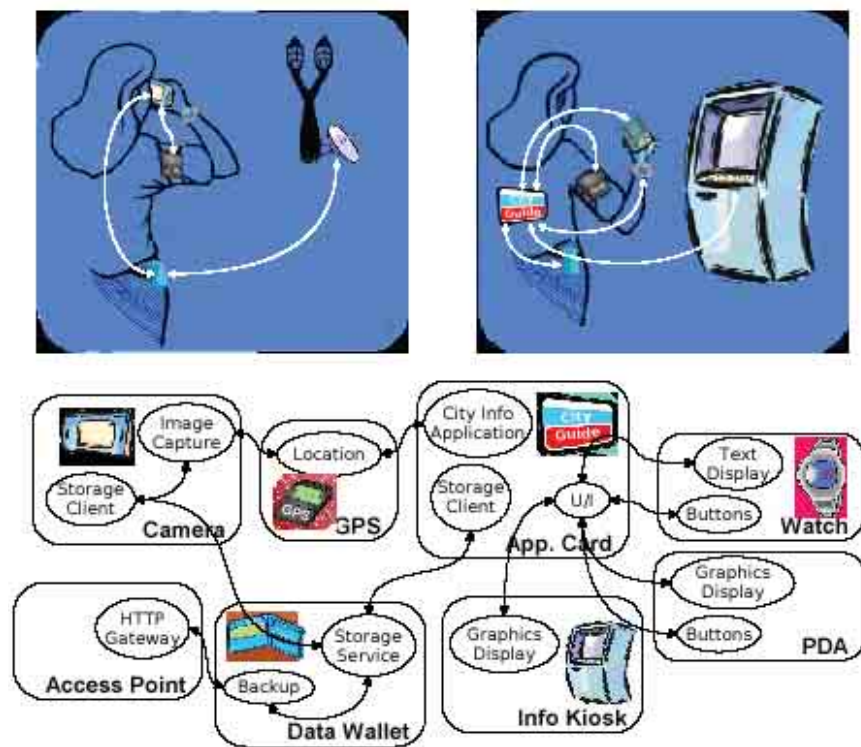 CITY
Guide
Image
Capture
Storage
Client
Camera
Location
GPS
GPS
City Info
Application
CITY
Guide
Storage
Client
U/I
App. Card
Text
Display
Buttons
Watch
HTTP
Gateway
Access Point
Storage
Service
Backup
Data Wallet
Graphics
Display
Info Kiosk
Graphics
Display
Buttons
PDA